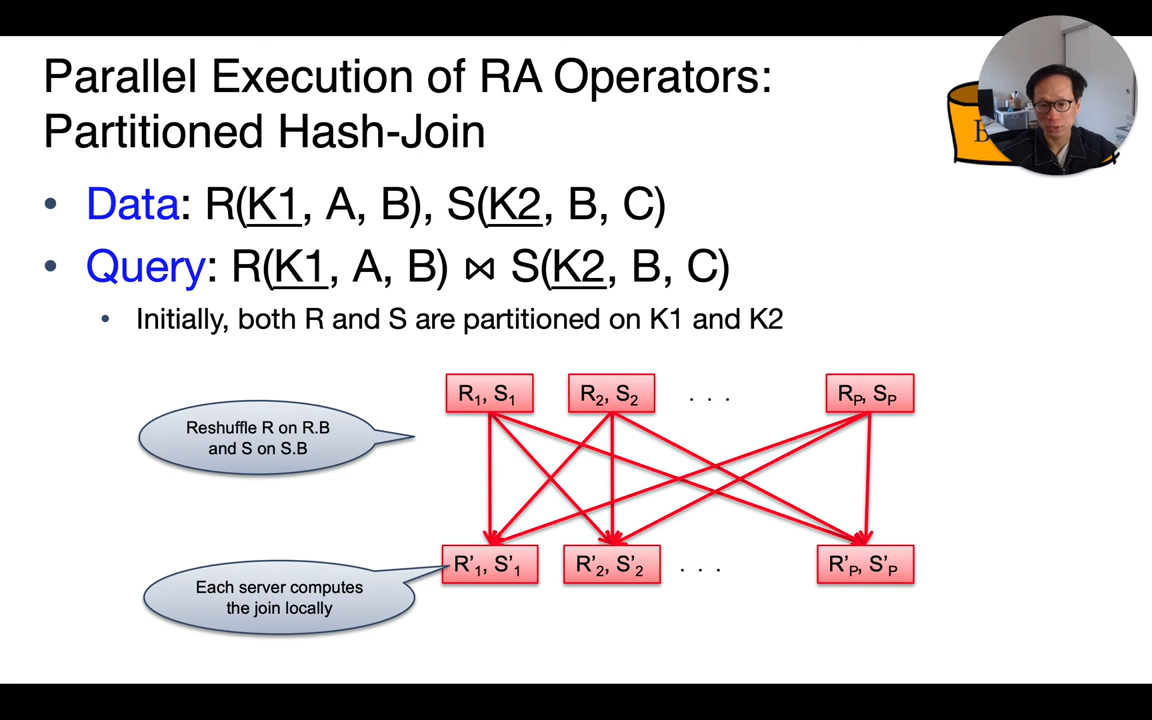 Parallel Execution of RA Operators:
Partitioned Hash-Join
• Data: R(K1, A, B), S(K2, B, C)
• Query: R(K1, A, B) ⋈ S(K2, B, C)
• Initially, both R and S are partitioned on K1 and K2
R₁, S₁ R₂, S₂ . . . Rₚ, Sₚ
Reshuffle R on R.B
and S on S.B
R’₁, S’₁ R’₂, S’₂ . . . R’ₚ, S’ₚ
Each server computes
the join locally